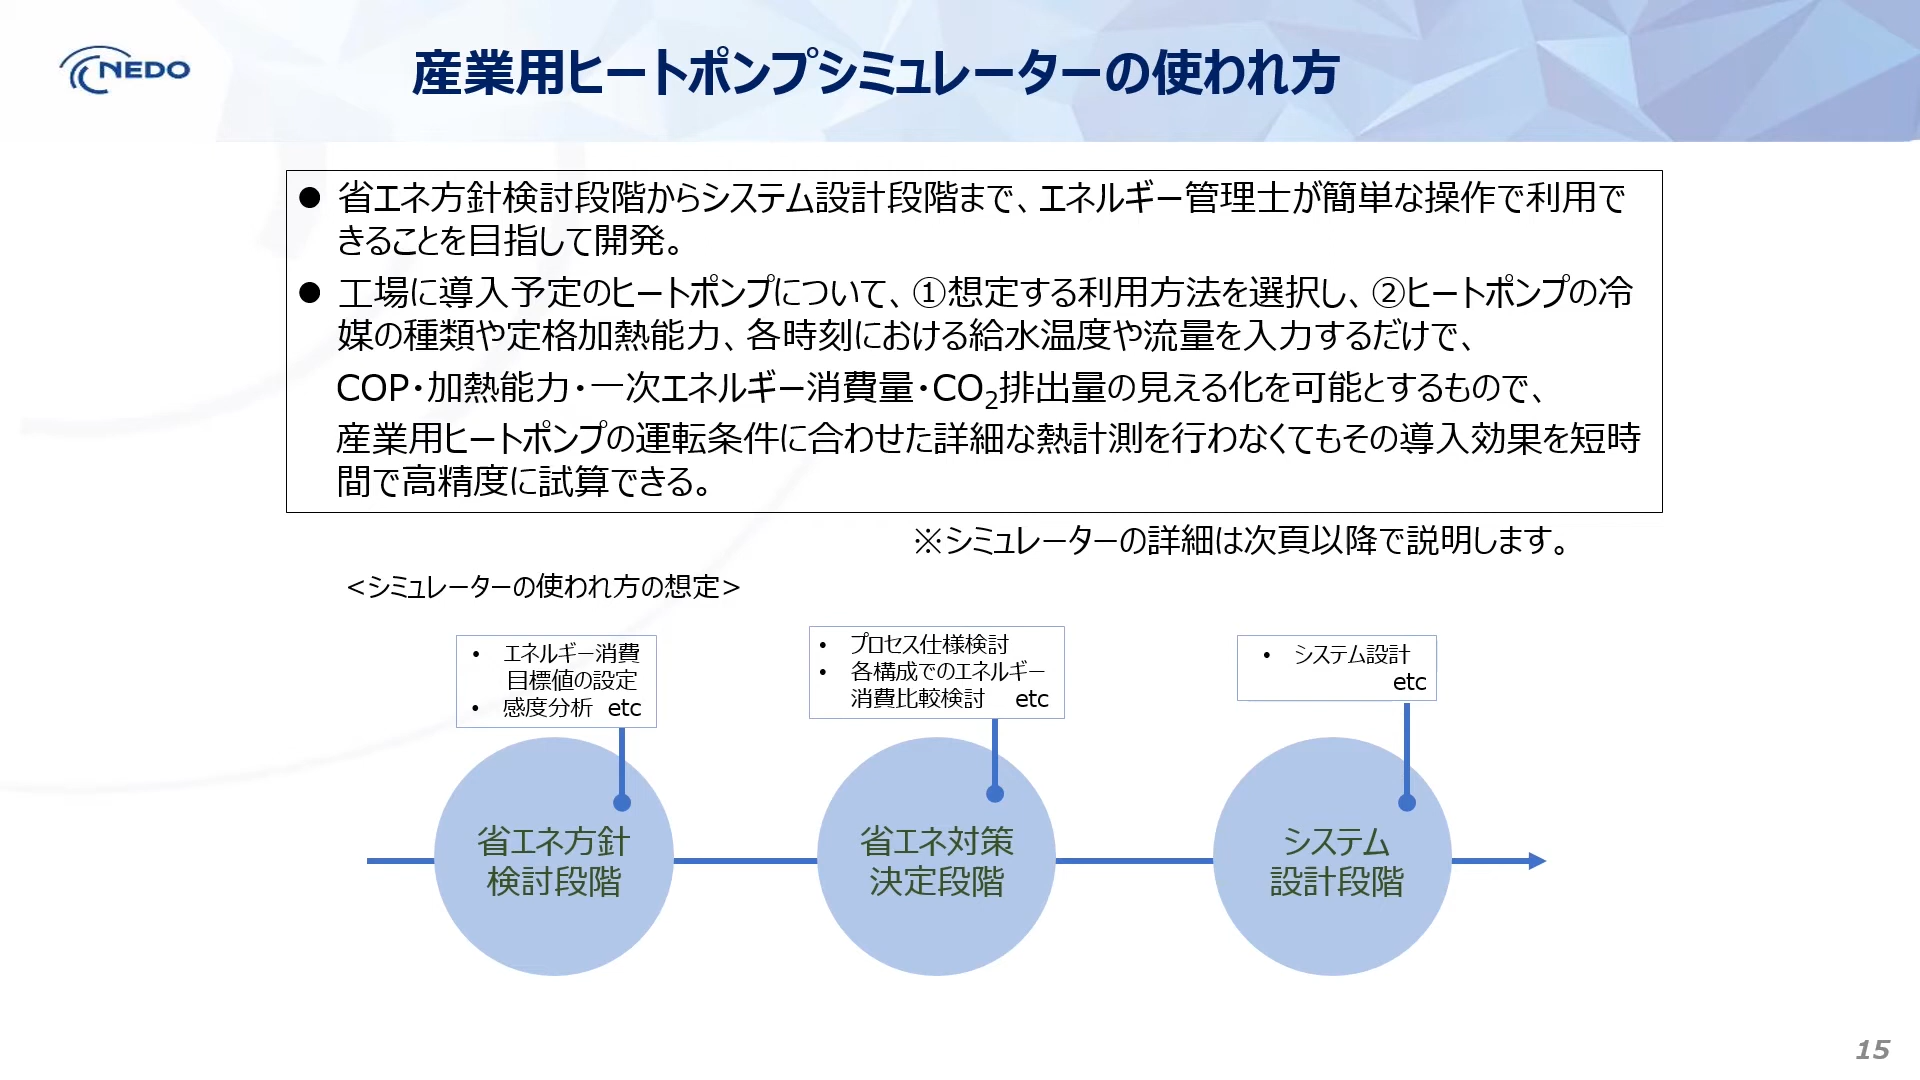 NEDO
産業用ヒートポンプシミュレーターの使われ方
● 省エネ方針検討段階からシステム設計段階まで、エネルギー管理士が簡単な操作で利用で
きることを目指して開発。
● 工場に導入予定のヒートポンプについて、①想定する利用方法を選択し、②ヒートポンプの冷
媒の種類や定格加熱能力、各時刻における給水温度や流量を入力するだけで、
COP・加熱能力・一次エネルギー消費量・CO₂排出量の見える化を可能とするもので、
産業用ヒートポンプの運転条件に合わせた詳細な熱計測を行わなくてもその導入効果を短時
間で高精度に試算できる。
※シミュレーターの詳細は次頁以降で説明します。
<シミュレーターの使われ方の想定>
• エネルギー消費
目標値の設定
• 感度分析 etc
• プロセス仕様検討
• 各構成でのエネルギー
消費比較検討 etc
• システム設計
etc
省エネ方針
検討段階
省エネ対策
決定段階
システム
設計段階
15